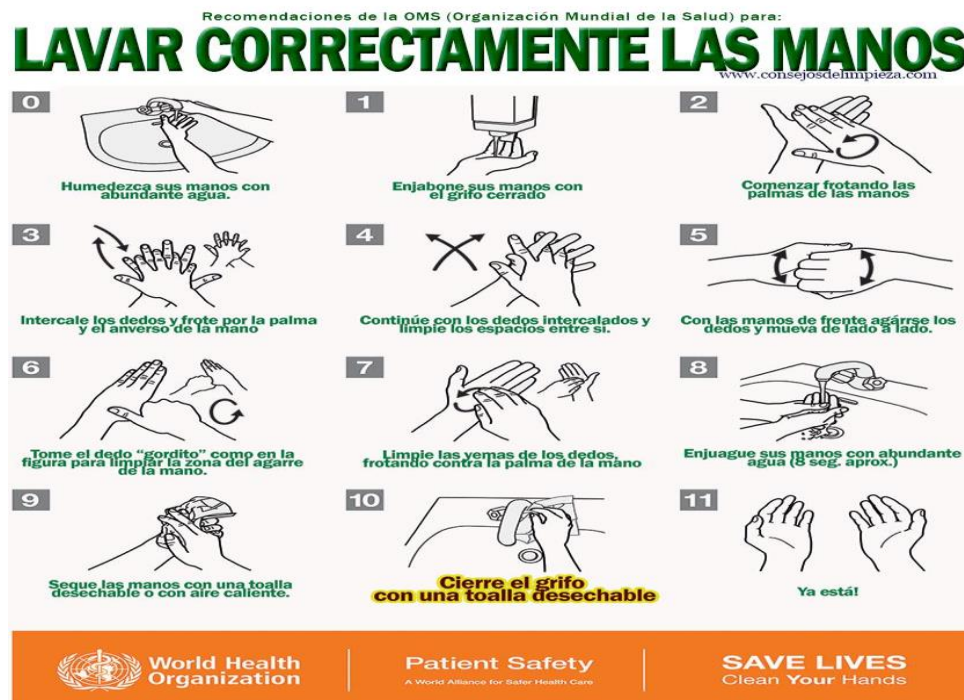 Recomendaciones de la OMS (Organización Mundial de la Salud) para:
LAVAR CORRECTAMENTE LAS MANOS
www.consejosdelimpieza.com
0
Humedezca sus manos con
abundante agua.
1
Enjabone sus manos con
el grifo cerrado
2
Comenzar frotando las
palmas de las manos
3
Intercale los dedos y frote por la palma
y el anverso de la mano
4
Continúe con los dedos intercalados y
limpie los espacios entre si.
5
Con las manos de frente agárrse los
dedos y mueva de lado a lado.
6
Tome el dedo "gordito" como en la
figura para limpiar la zona del agarre
de la mano.
7
Limpie las yemas de los dedos,
frotando contra la palma de la mano
8
Enjuague sus manos con abundante
agua (8 seg. aprox.)
9
Seque las manos con una toalla
desechable o con aire caliente.
10
Cierre el grifo
con una toalla desechable
11
Ya está!
World Health
Organization
Patient Safety
A World Alliance for Safer Health Care
SAVE LIVES
Clean Your Hands